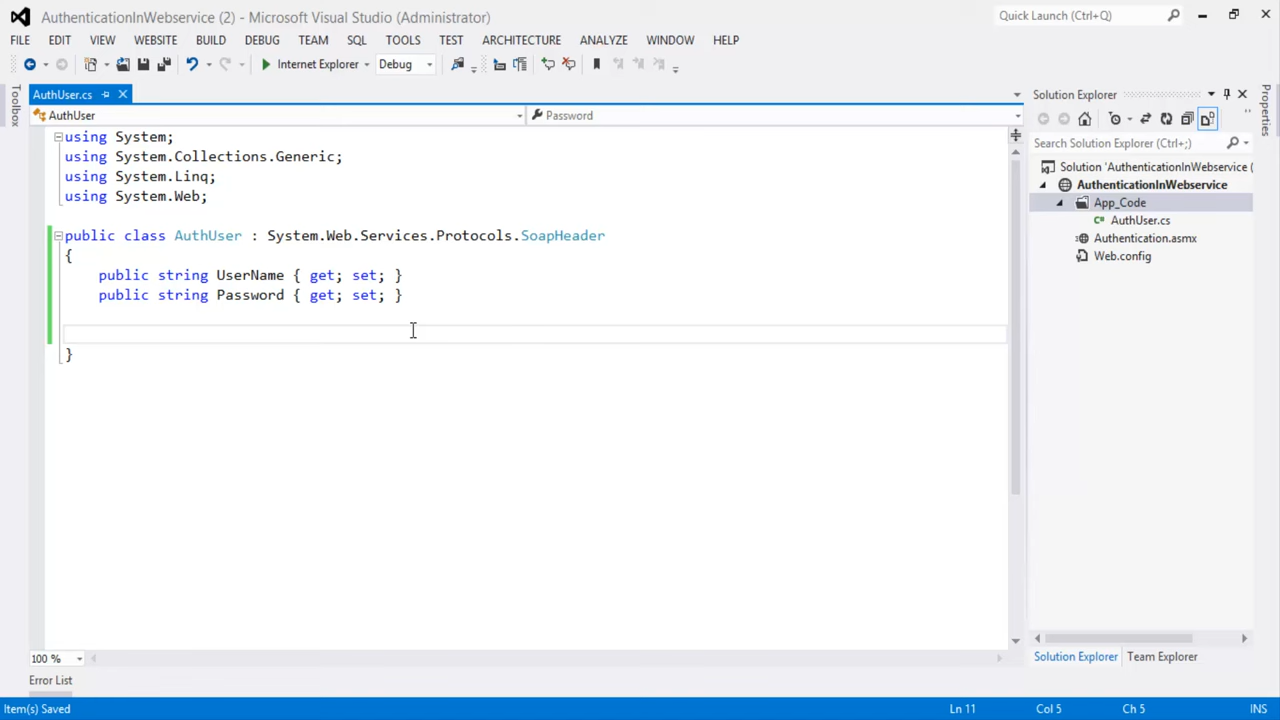 AuthenticationInWebservice (2) - Microsoft Visual Studio (Administrator)
Quick Launch (Ctrl+Q)
FILE EDIT VIEW WEBSITE BUILD DEBUG TEAM SQL TOOLS TEST ARCHITECTURE ANALYZE WINDOW HELP
Internet Explorer Debug
Toolbox
AuthUser.cs
AuthUser Password
using System;
using System.Collections.Generic;
using System.Linq;
using System.Web;
public class AuthUser : System.Web.Services.Protocols.SoapHeader
{
public string UserName { get; set; }
public string Password { get; set; }
}
100 %
Solution Explorer
Search Solution Explorer (Ctrl+;)
Solution 'AuthenticationInWebservice (
AuthenticationInWebservice
App_Code
AuthUser.cs
Authentication.asmx
Web.config
Solution Explorer Team Explorer
Properties
Error List
Item(s) Saved Ln 11 Col 5 Ch 5 INS